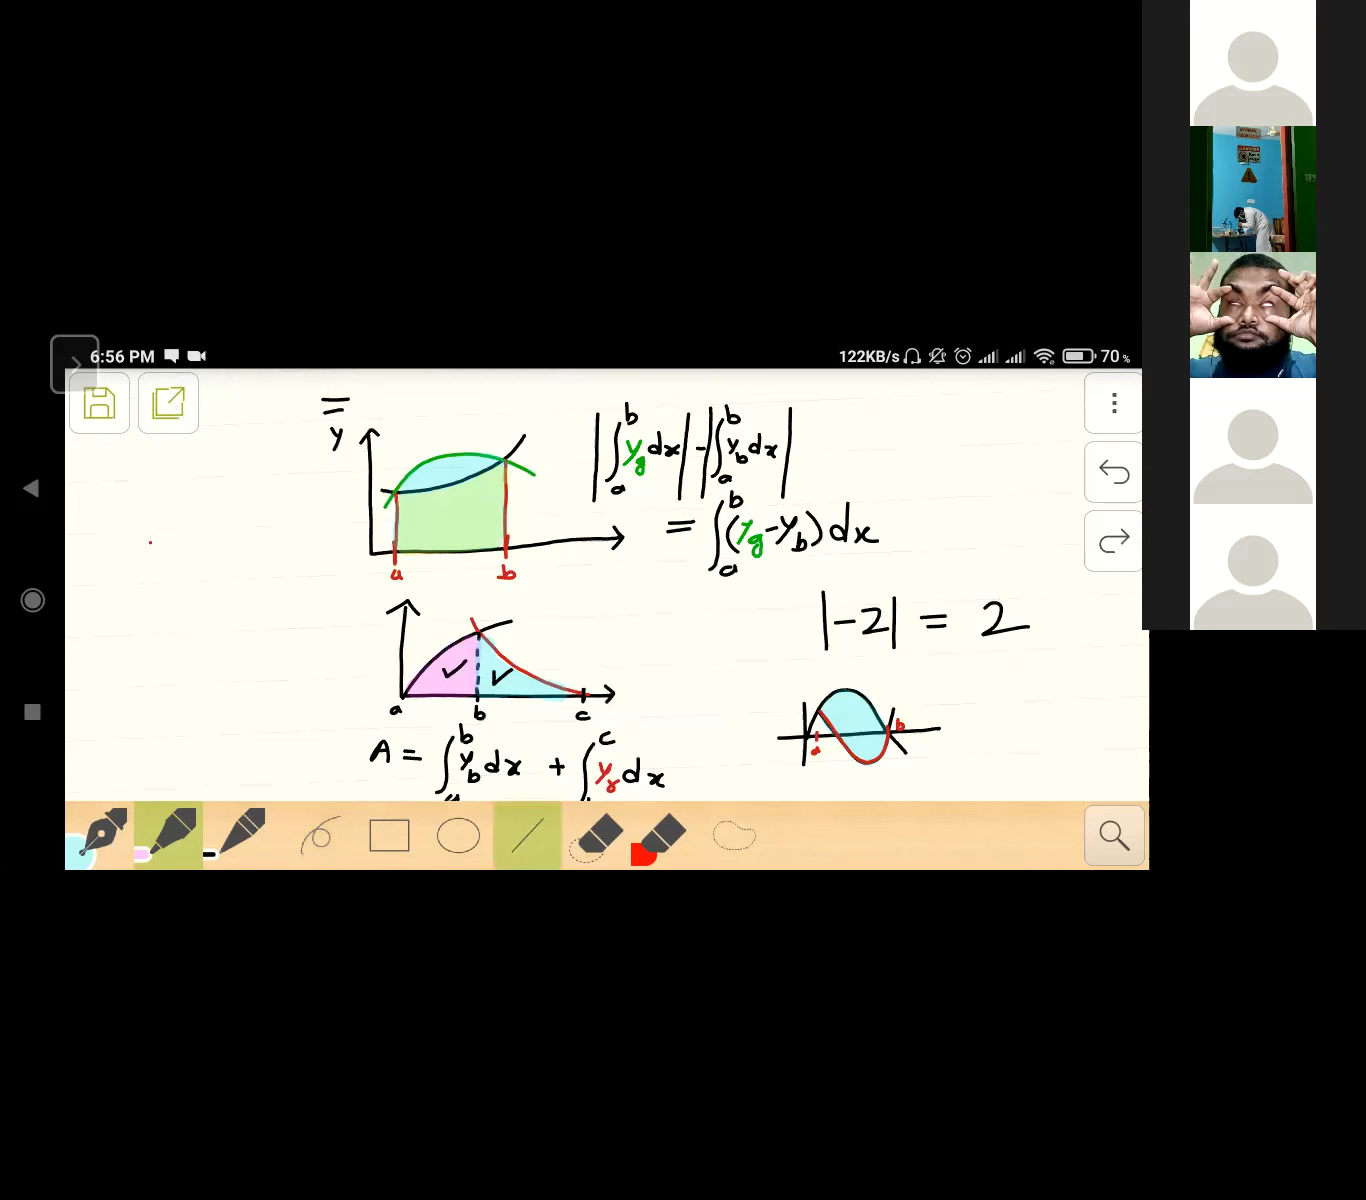 6:56 PM 122KB/s 70%
y
a b
|∫ₐᵇ y_g dx| - |∫ₐᵇ y_b dx|
= ∫ₐᵇ (y_g - y_b) dx
|-2| = 2
a b c
A = ∫ᵇ y_b dx + ∫ᶜ y_r dx
a b